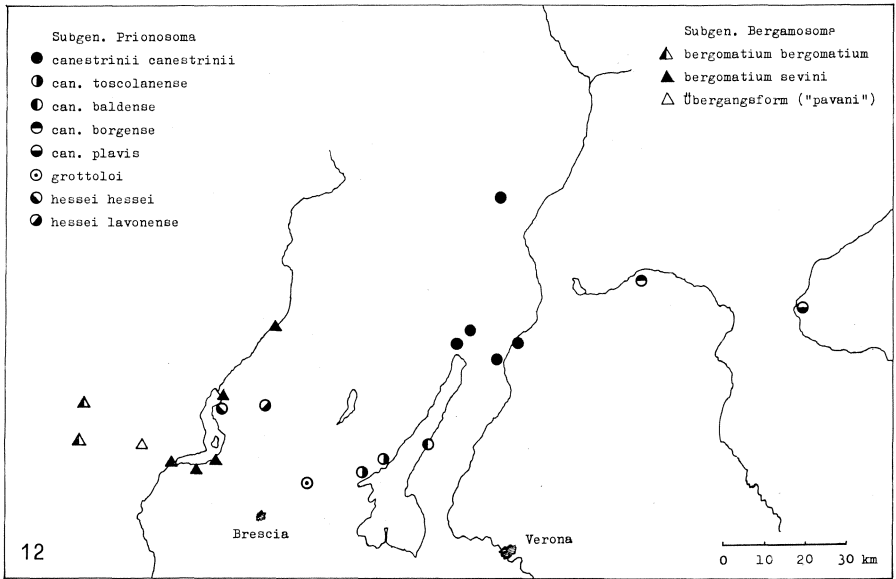 Subgen. Prionosoma
canestrinii canestrinii
can. toscolanense
can. baldense
can. borgense
can. plavis
grottoloi
hessei hessei
hessei lavonense
Subgen. Bergamosoma
bergomatium bergomatium
bergomatium sevini
Übergangsform ("pavani")
Brescia
Verona
12
0 10 20 30 km